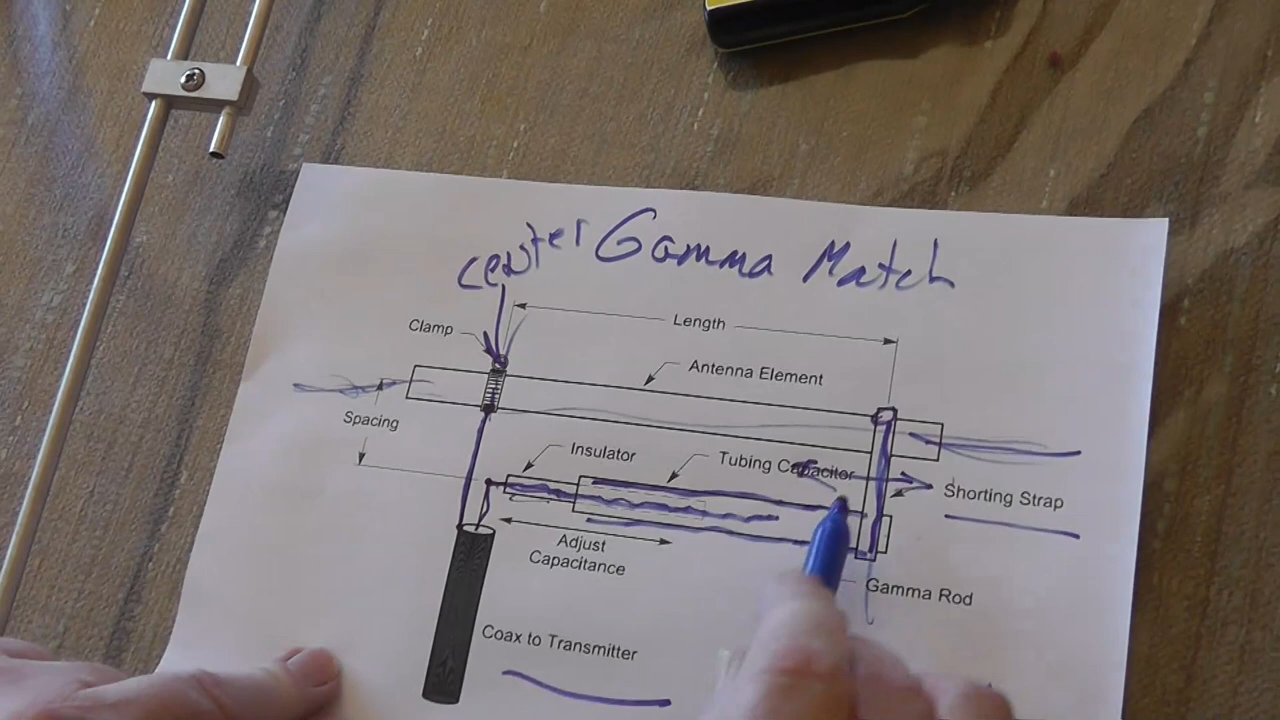 center Gamma Match
Length
Clamp
Antenna Element
Spacing
Insulator
Tubing Capacitor
Shorting Strap
Adjust
Capacitance
Gamma Rod
Coax to Transmitter